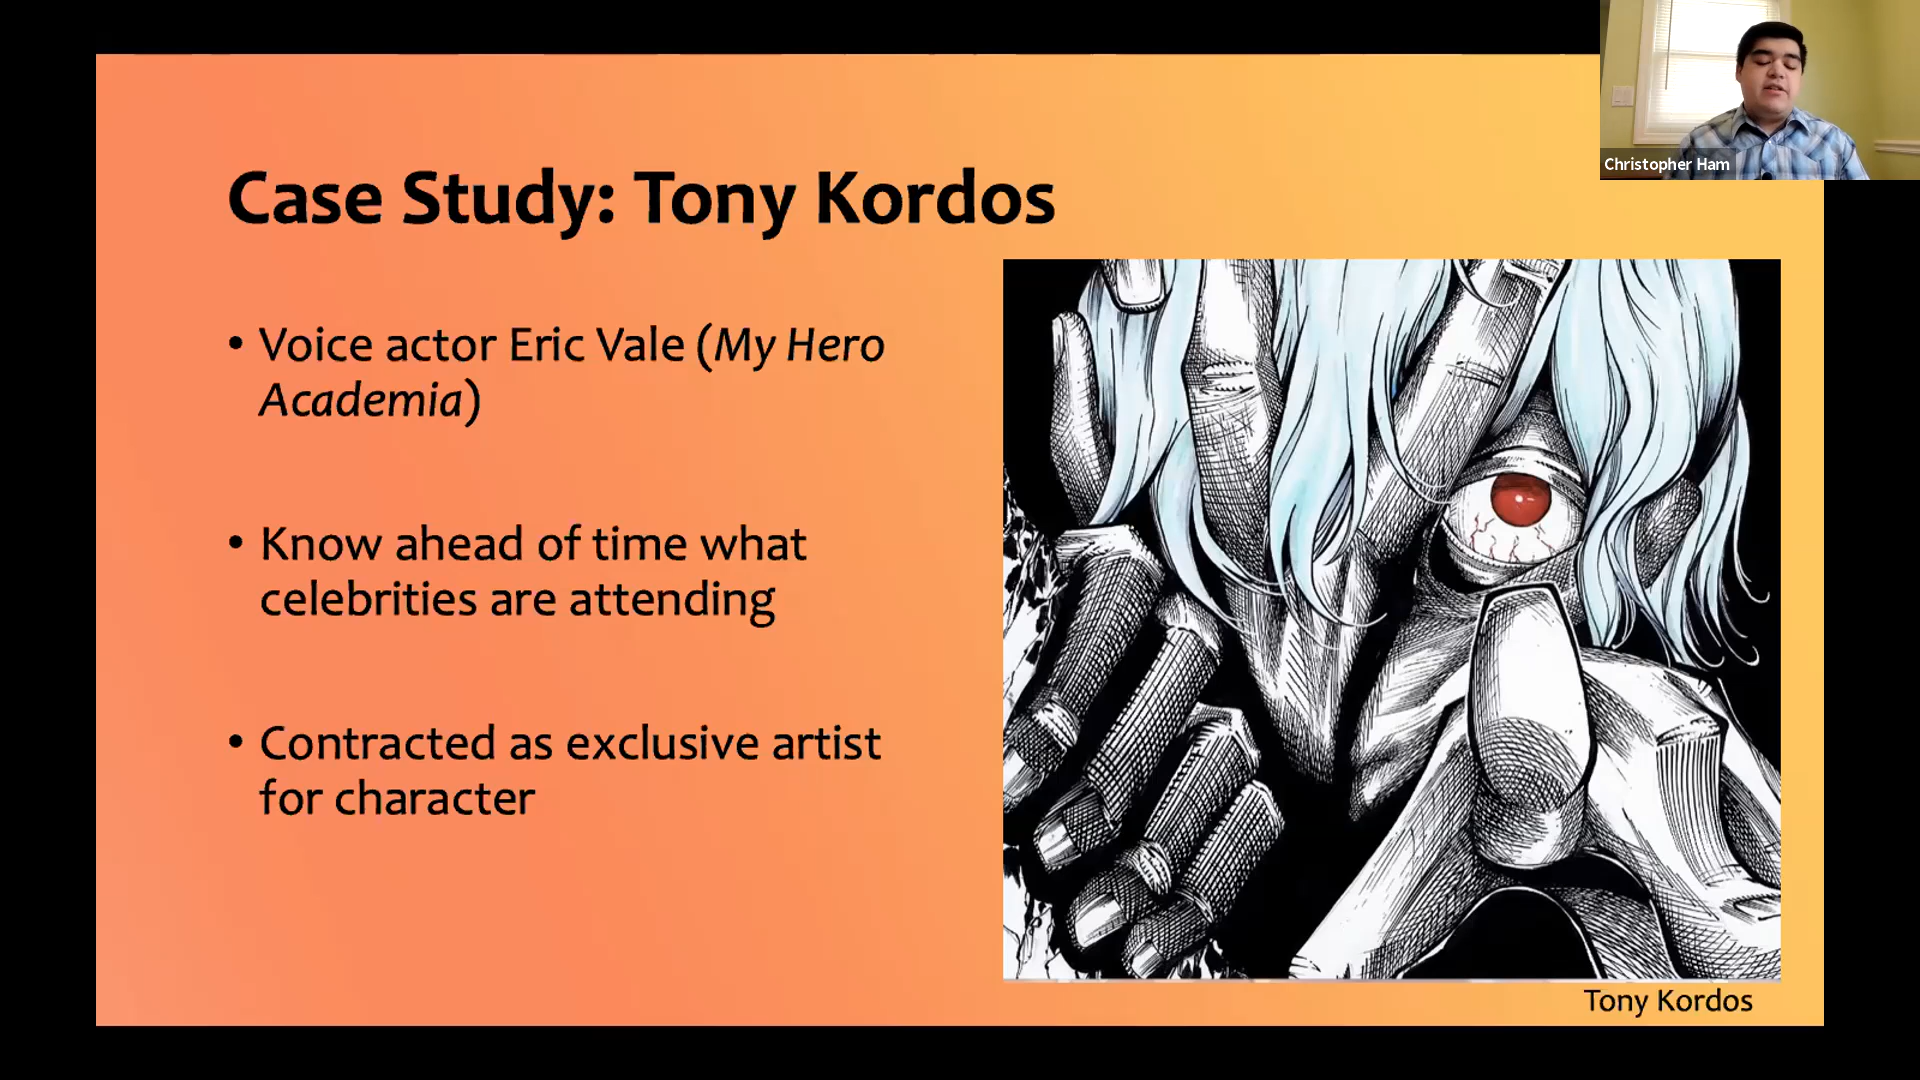 Christopher Ham
Case Study: Tony Kordos
• Voice actor Eric Vale (My Hero
Academia)
• Know ahead of time what
celebrities are attending
• Contracted as exclusive artist
for character
Tony Kordos